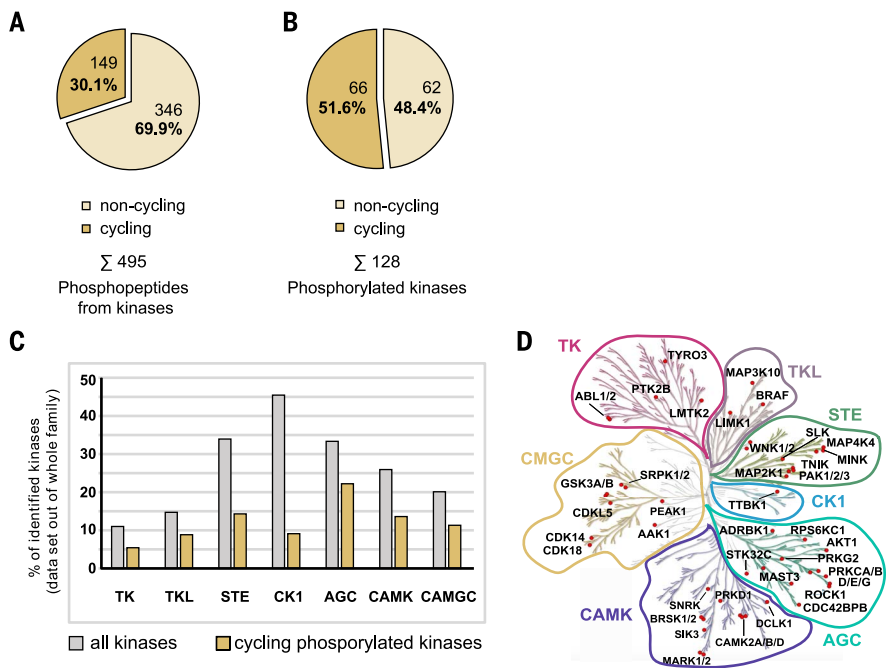 A
149
30.1%
346
69.9%
non-cycling
cycling
∑ 495
Phosphopeptides
from kinases
B
66
51.6%
62
48.4%
non-cycling
cycling
∑ 128
Phosphorylated kinases
C
% of identified kinases
(data set out of whole family)
50
40
30
20
10
0
TK
TKL
STE
CK1
AGC
CAMK
CAMGC
all kinases
cycling phosporylated kinases
D
TK
TYRO3
PTK2B
ABL1/2
LMTK2
TKL
MAP3K10
BRAF
LIMK1
STE
SLK
MAP4K4
WNK1/2
MINK
TNIK
MAP2K1
PAK1/2/3
CMGC
SRPK1/2
GSK3A/B
CDKL5
PEAK1
CDK14
AAK1
CDK18
CK1
TTBK1
ADRBK1
RPS6KC1
AKT1
STK32C
PRKG2
PRKCA/B
D/E/G
MAST3
ROCK1
CDC42BPB
AGC
CAMK
SNRK
PRKD1
BRSK1/2
DCLK1
SIK3
CAMK2A/B/D
MARK1/2